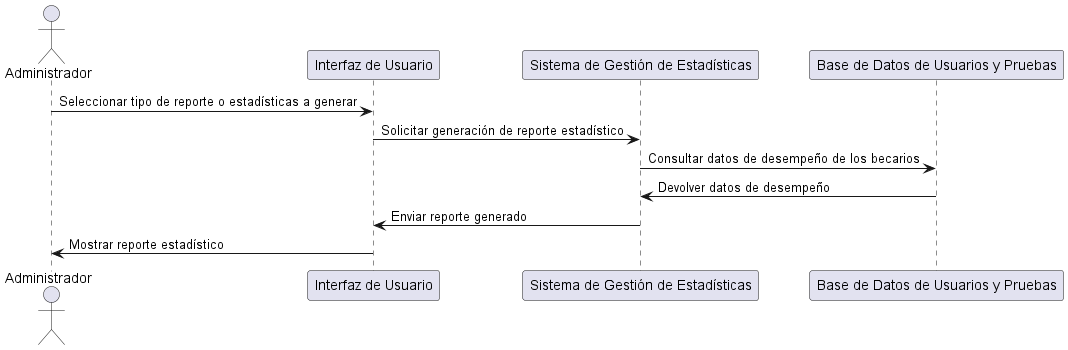 Administrador
Interfaz de Usuario
Sistema de Gestión de Estadísticas
Base de Datos de Usuarios y Pruebas
Seleccionar tipo de reporte o estadísticas a generar
Solicitar generación de reporte estadístico
Consultar datos de desempeño de los becarios
Devolver datos de desempeño
Enviar reporte generado
Mostrar reporte estadístico
Administrador
Interfaz de Usuario
Sistema de Gestión de Estadísticas
Base de Datos de Usuarios y Pruebas